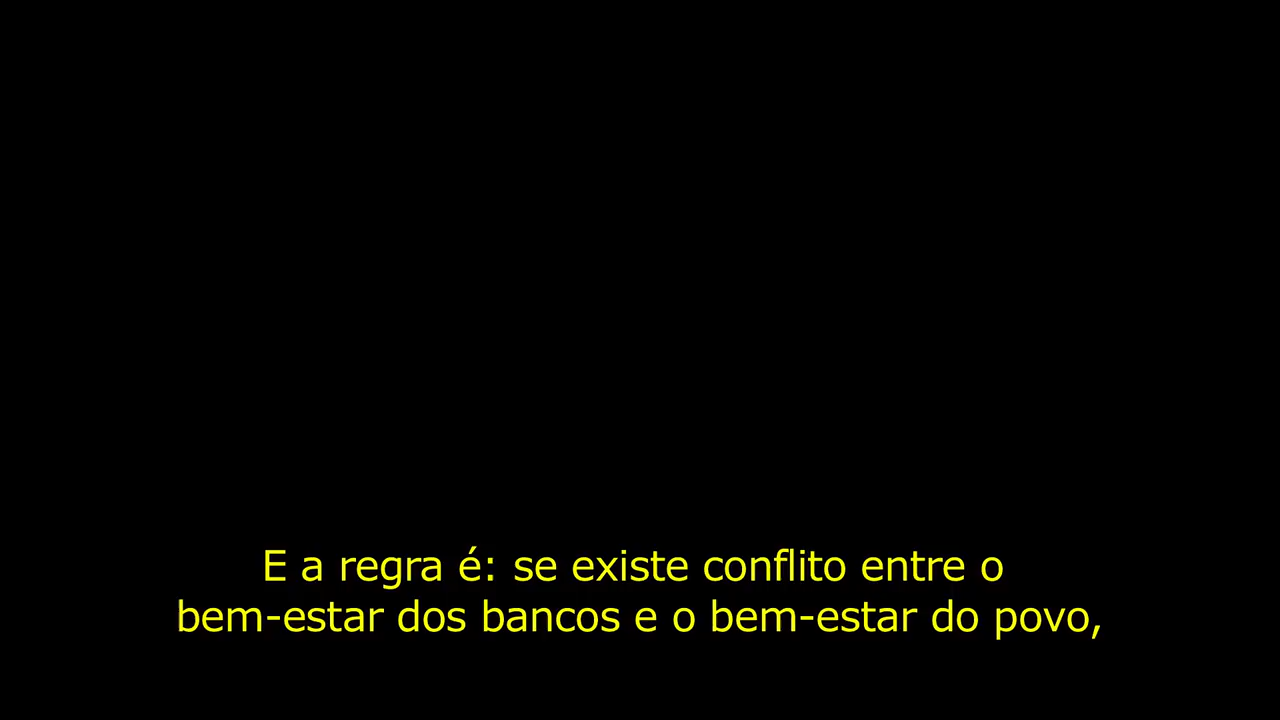 E a regra é: se existe conflito entre o
bem-estar dos bancos e o bem-estar do povo,